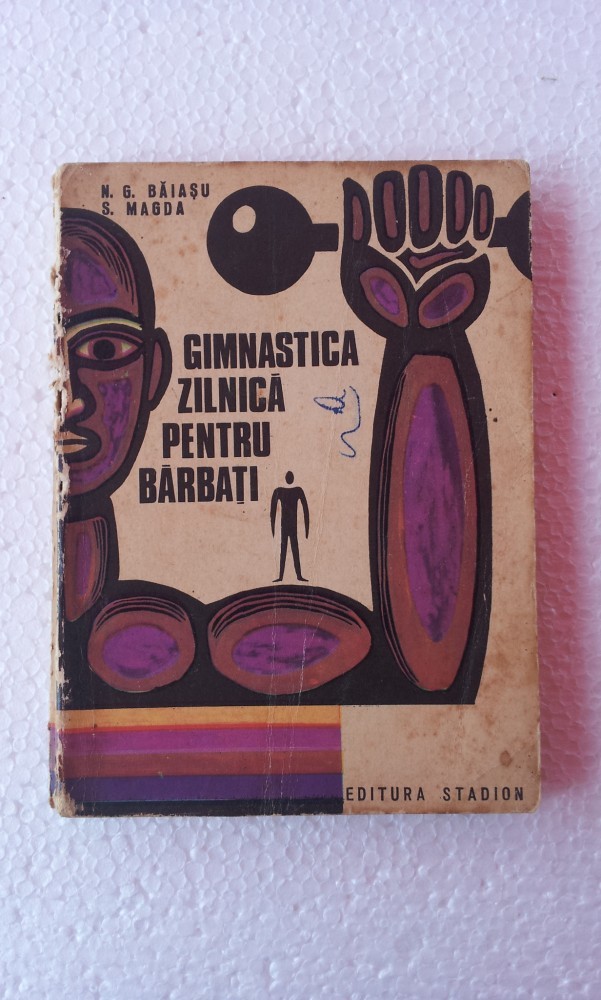 N. G. BĂIAȘU
S. MAGDA
GIMNASTICA
ZILNICĂ
PENTRU
BĂRBAȚI
EDITURA STADION